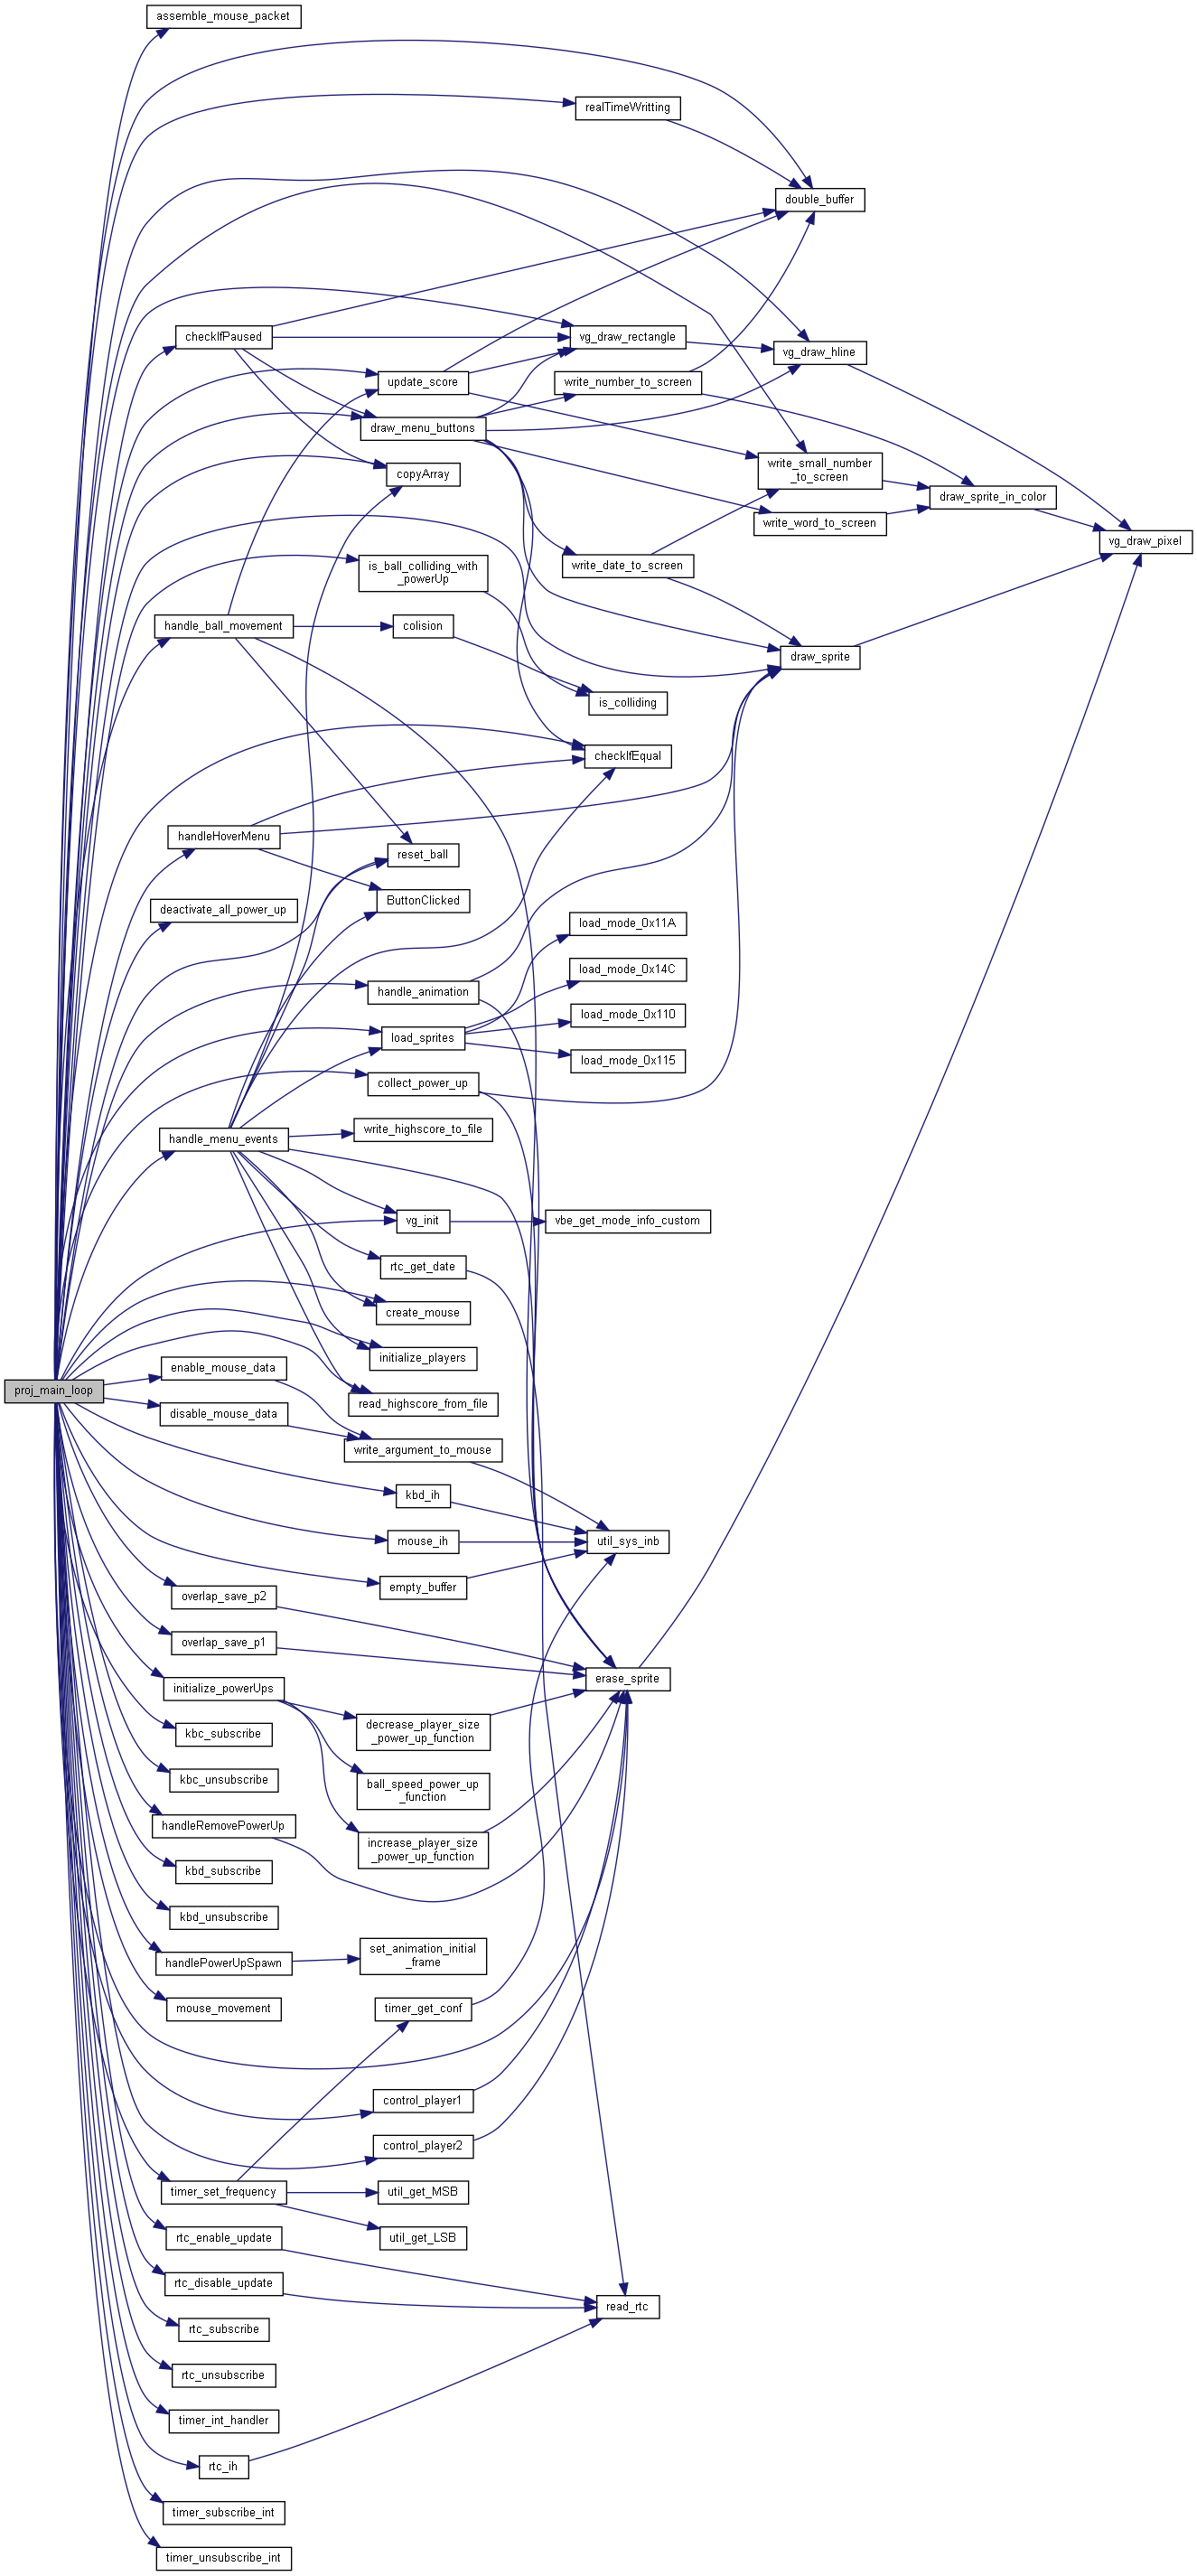 assemble_mouse_packet
realTimeWritting
double_buffer
checkIfPaused
vg_draw_rectangle
vg_draw_hline
update_score
write_number_to_screen
draw_menu_buttons
copyArray
write_small_number
_to_screen
draw_sprite_in_color
write_word_to_screen
vg_draw_pixel
is_ball_colliding_with
_powerUp
write_date_to_screen
handle_ball_movement
colision
draw_sprite
is_colliding
checkIfEqual
handleHoverMenu
reset_ball
ButtonClicked
deactivate_all_power_up
load_mode_0x11A
load_mode_0x14C
handle_animation
load_mode_0x110
load_sprites
load_mode_0x115
collect_power_up
write_highscore_to_file
handle_menu_events
vg_init
vbe_get_mode_info_custom
rtc_get_date
create_mouse
initialize_players
enable_mouse_data
proj_main_loop
read_highscore_from_file
disable_mouse_data
write_argument_to_mouse
kbd_ih
mouse_ih
util_sys_inb
empty_buffer
overlap_save_p2
overlap_save_p1
erase_sprite
initialize_powerUps
decrease_player_size
_power_up_function
kbc_subscribe
kbc_unsubscribe
ball_speed_power_up
_function
handleRemovePowerUp
increase_player_size
_power_up_function
kbd_subscribe
kbd_unsubscribe
set_animation_initial
_frame
handlePowerUpSpawn
mouse_movement
timer_get_conf
control_player1
control_player2
timer_set_frequency
util_get_MSB
rtc_enable_update
util_get_LSB
rtc_disable_update
read_rtc
rtc_subscribe
rtc_unsubscribe
timer_int_handler
rtc_ih
timer_subscribe_int
timer_unsubscribe_int